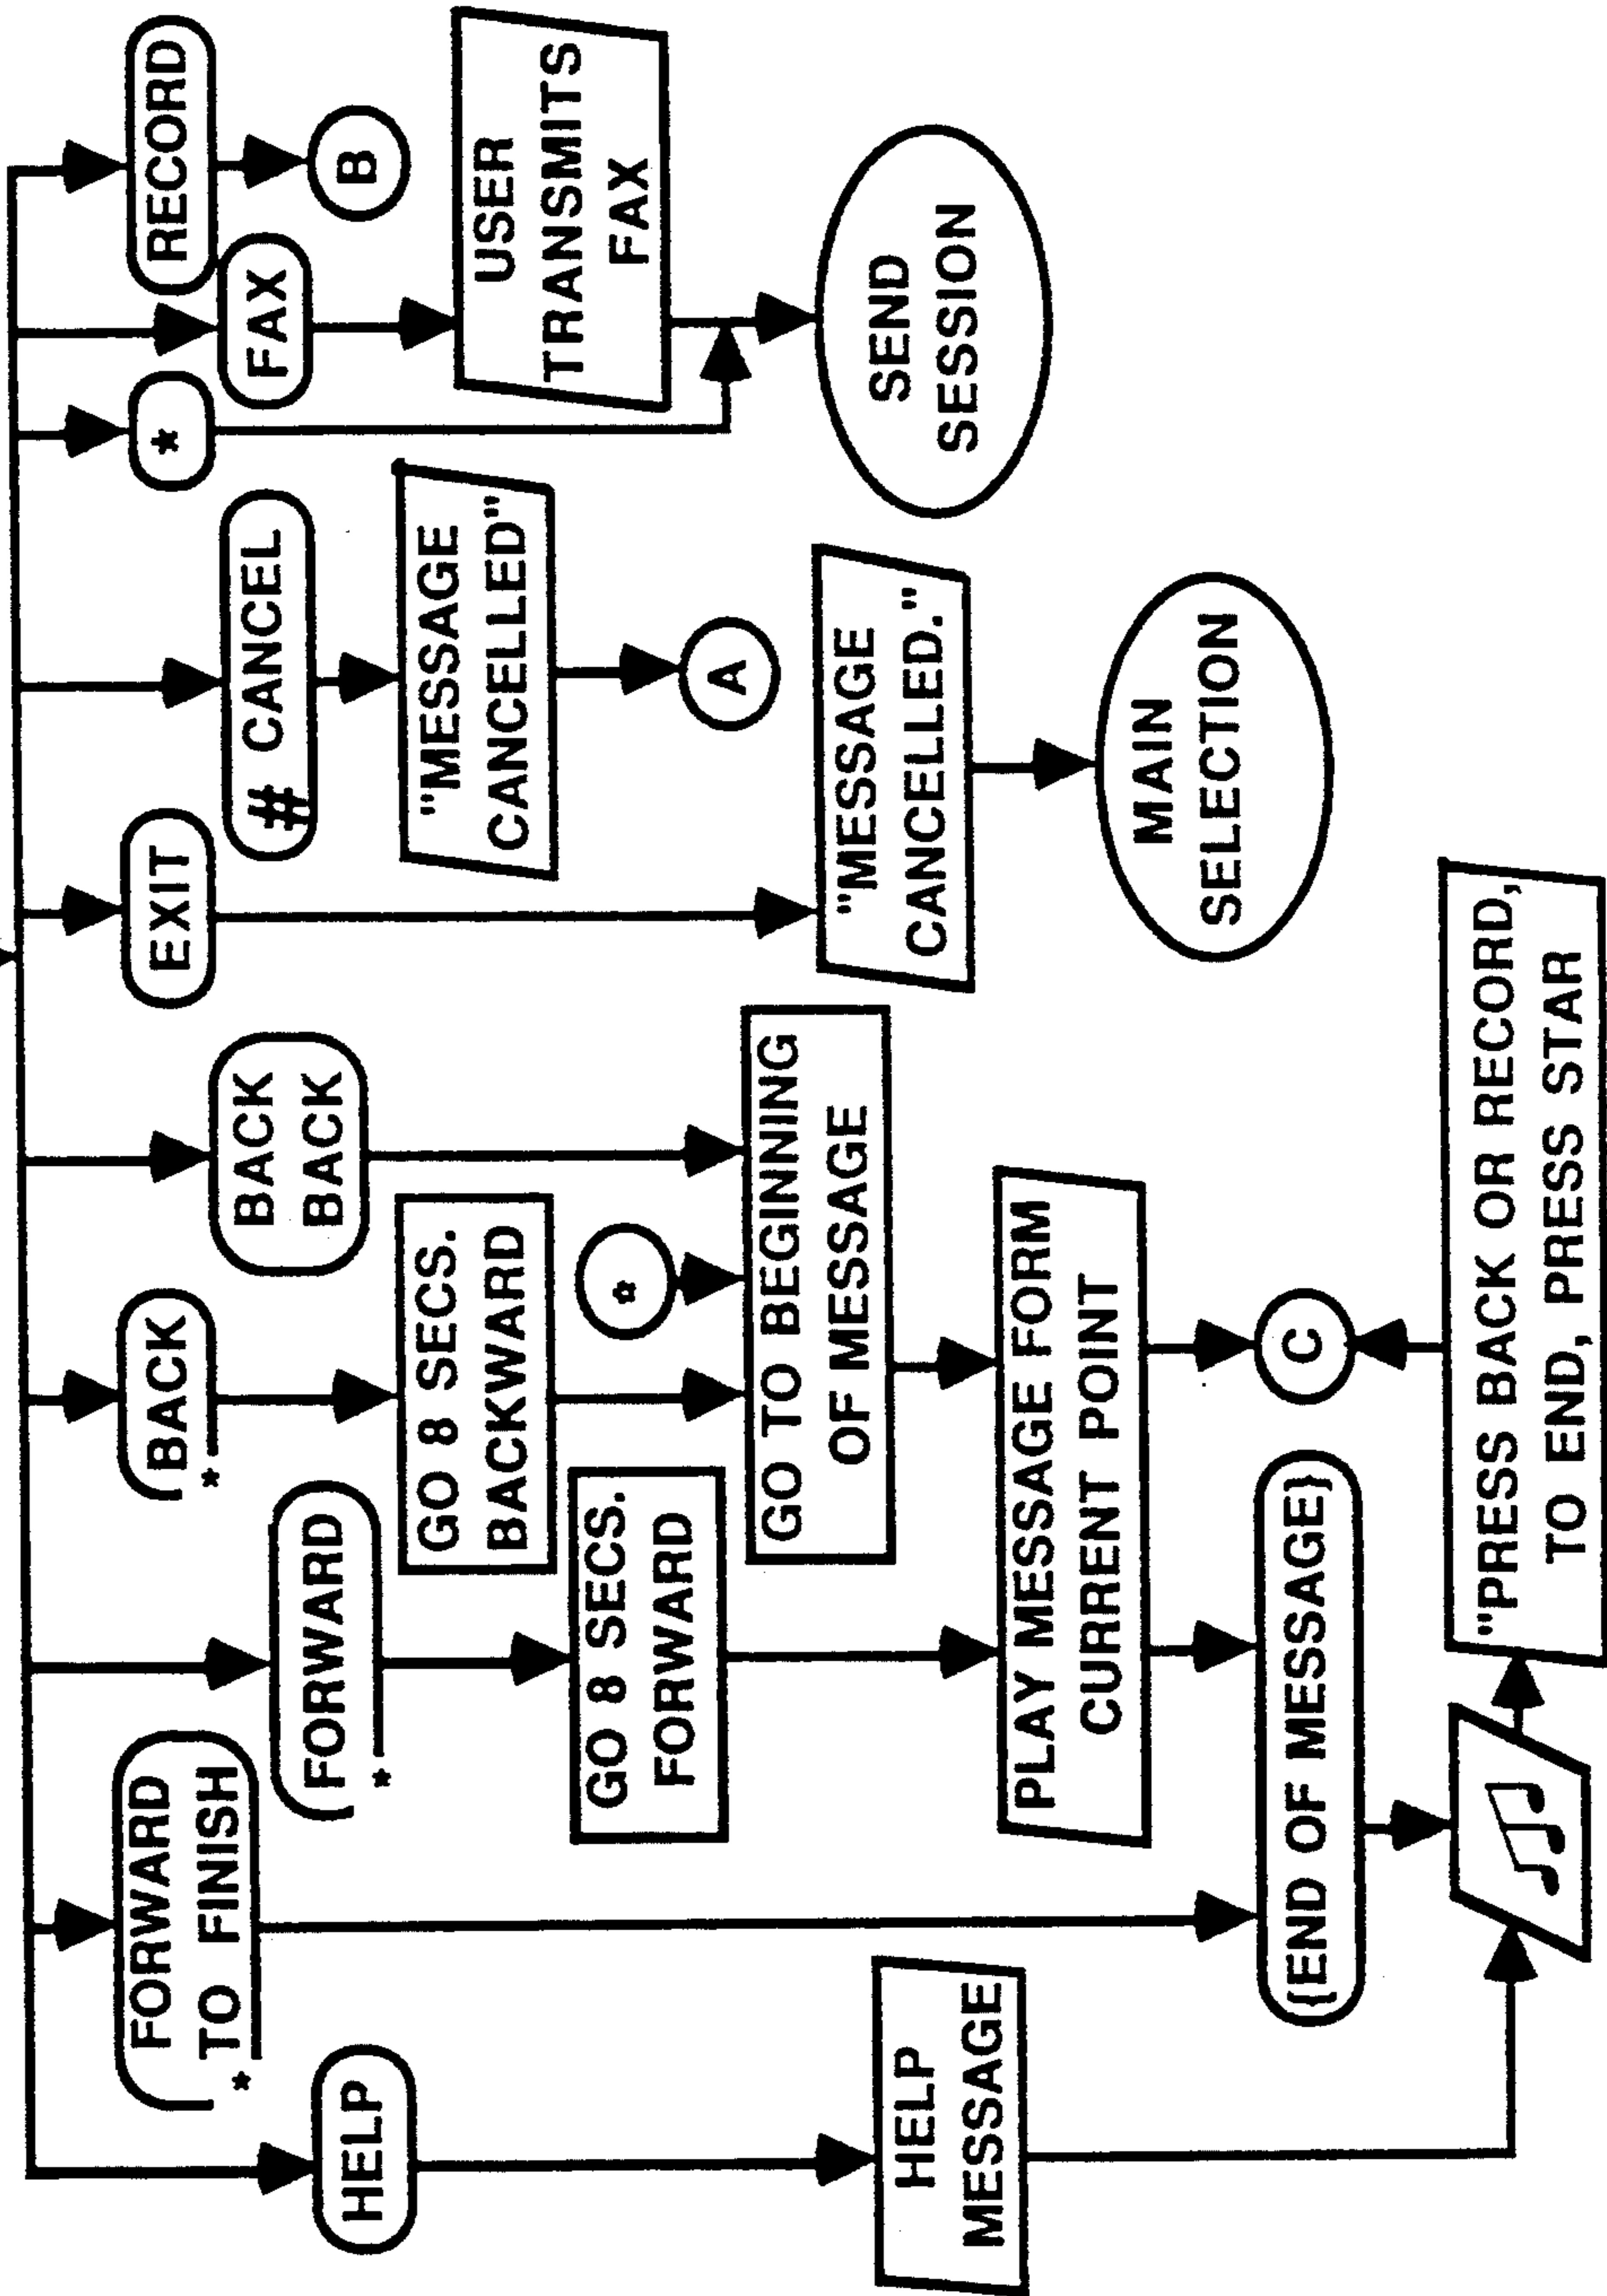 HELP
HELP
MESSAGE
FORWARD
TO FINISH
*
FORWARD
*
GO 8 SECS.
FORWARD
BACK
*
GO 8 SECS.
BACKWARD
BACK
BACK
*
GO TO BEGINNING
OF MESSAGE
PLAY MESSAGE FORM
CURRENT POINT
C
{END OF MESSAGE}
"PRESS BACK OR RECORD,
TO END, PRESS STAR
EXIT
"MESSAGE
CANCELLED."
MAIN
SELECTION
# CANCEL
"MESSAGE
CANCELLED"
A
*
FAX
USER
TRANSMITS
FAX
SEND
SESSION
RECORD
B